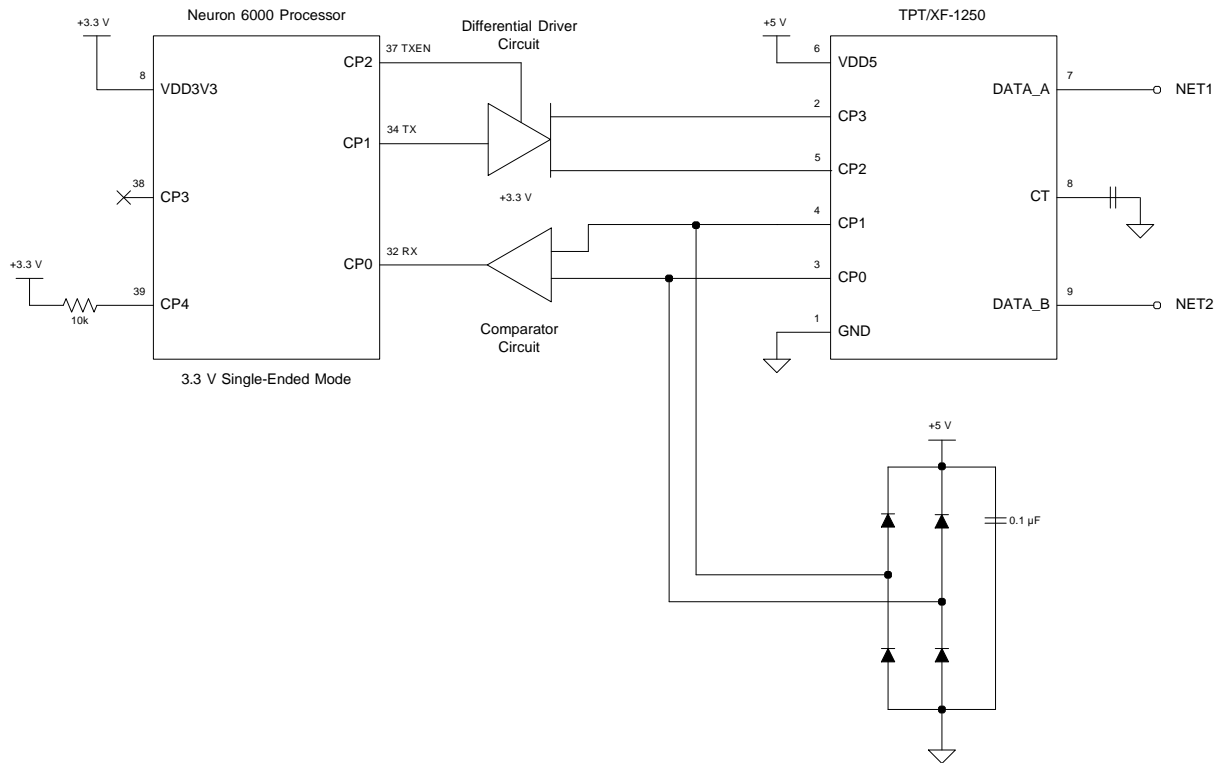 Neuron 6000 Processor
Differential Driver
Circuit
TPT/XF-1250
+3.3 V
+5 V
37 TXEN
CP2
8
VDD3V3
34 TX
CP1
38
CP3
+3.3 V
32 RX
CP0
+3.3 V
39
CP4
10k
Comparator
Circuit
3.3 V Single-Ended Mode
6
VDD5
7
DATA_A
NET1
2
CP3
5
CP2
8
CT
4
CP1
3
CP0
9
DATA_B
NET2
1
GND
+5 V
0.1 µF